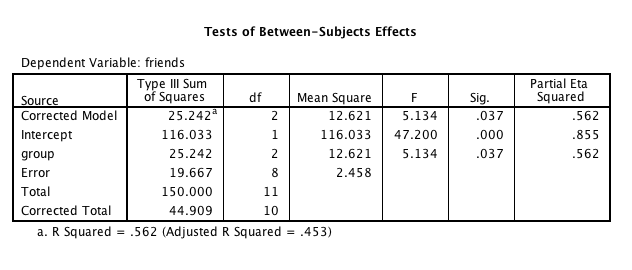 Tests of Between-Subjects Effects
Dependent Variable: friends
Source Type III Sum of Squares df Mean Square F Sig. Partial Eta Squared
Corrected Model 25.242a 2 12.621 5.134 .037 .562
Intercept 116.033 1 116.033 47.200 .000 .855
group 25.242 2 12.621 5.134 .037 .562
Error 19.667 8 2.458
Total 150.000 11
Corrected Total 44.909 10
a. R Squared = .562 (Adjusted R Squared = .453)